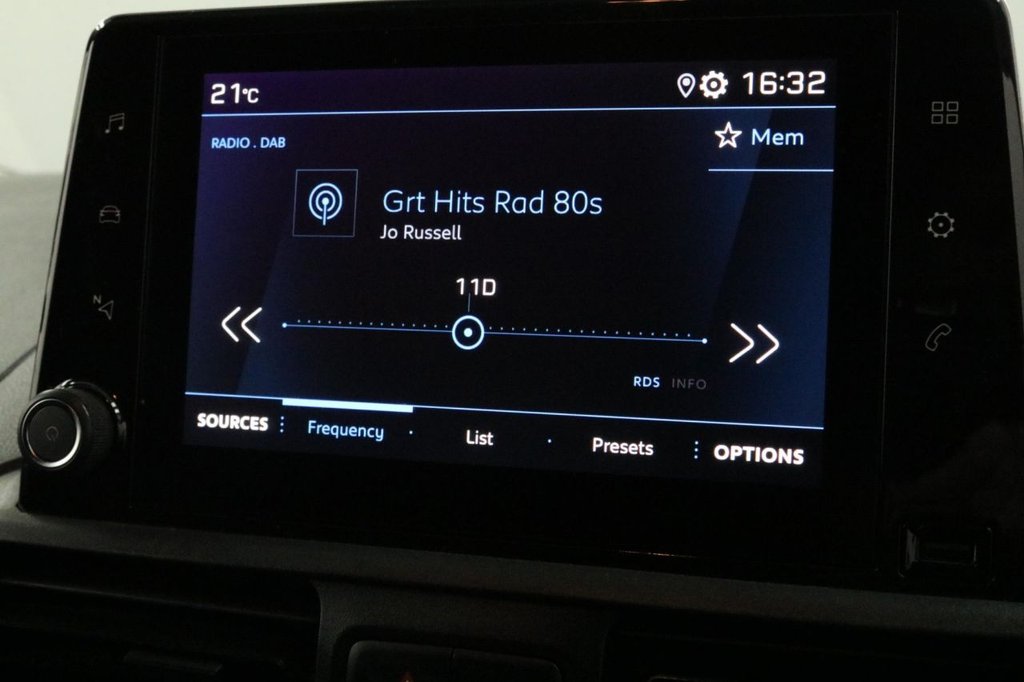 21°C 16:32
RADIO . DAB
Mem
Grt Hits Rad 80s
Jo Russell
11D
RDS INFO
SOURCES Frequency List Presets OPTIONS
N